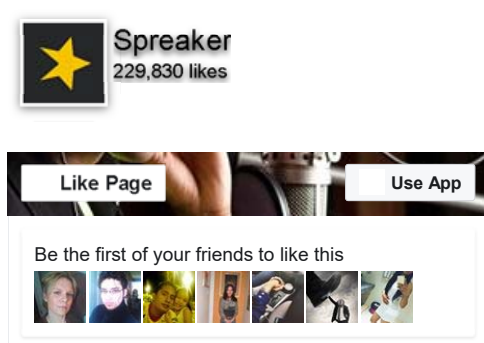 Spreaker
229,830 likes
Like Page
Use App
Be the first of your friends to like this